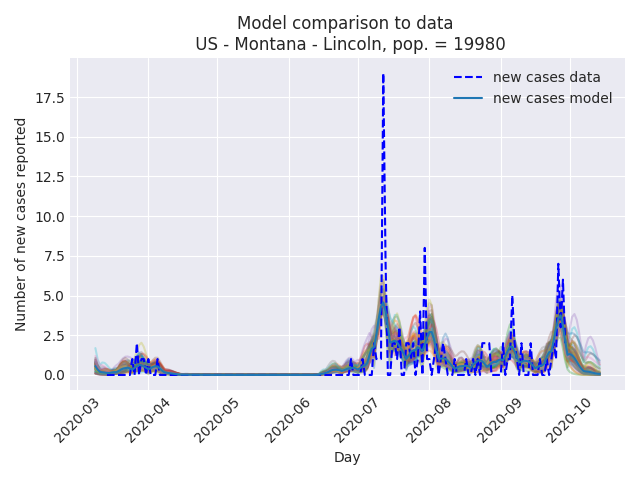 Model comparison to data
US - Montana - Lincoln, pop. = 19980
new cases data
new cases model
Number of new cases reported
17.5
15.0
12.5
10.0
7.5
5.0
2.5
0.0
2020-03
2020-04
2020-05
2020-06
2020-07
2020-08
2020-09
2020-10
Day